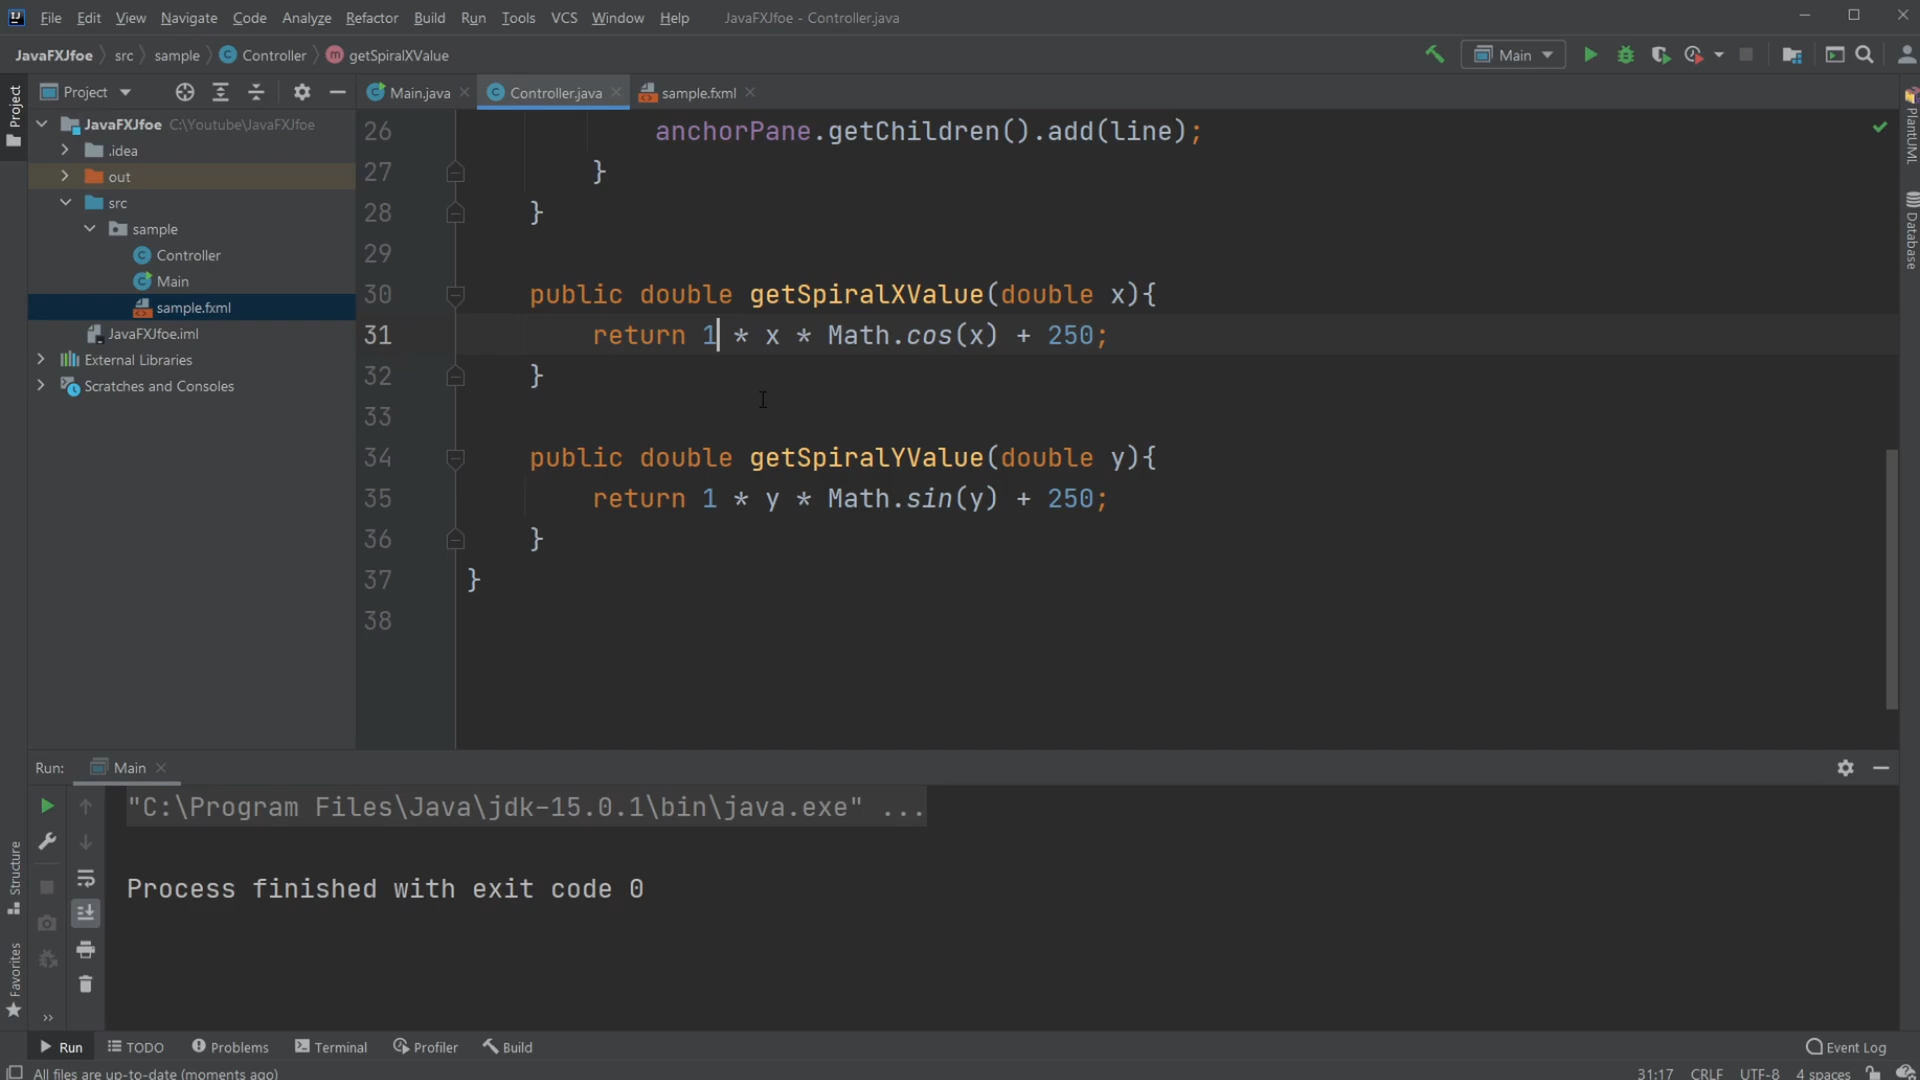 File Edit View Navigate Code Analyze Refactor Build Run Tools VCS Window Help JavaFXJfoe - Controller.java
JavaFXJfoe src sample Controller getSpiralXValue Main
Project
Main.java Controller.java sample.fxml
JavaFXJfoe C:\Youtube\JavaFXJfoe
.idea
out
src
sample
Controller
Main
sample.fxml
JavaFXJfoe.iml
External Libraries
Scratches and Consoles
26 anchorPane.getChildren().add(line);
27 }
28 }
29
30 public double getSpiralXValue(double x){
31 return 1 * x * Math.cos(x) + 250;
32 }
33
34 public double getSpiralYValue(double y){
35 return 1 * y * Math.sin(y) + 250;
36 }
37 }
38
Project
Structure
Favorites
PlantUML
Database
Run: Main
"C:\Program Files\Java\jdk-15.0.1\bin\java.exe" ...
Process finished with exit code 0
Run TODO Problems Terminal Profiler Build Event Log
All files are up-to-date (moments ago) 31:17 CRLF UTF-8 4 spaces